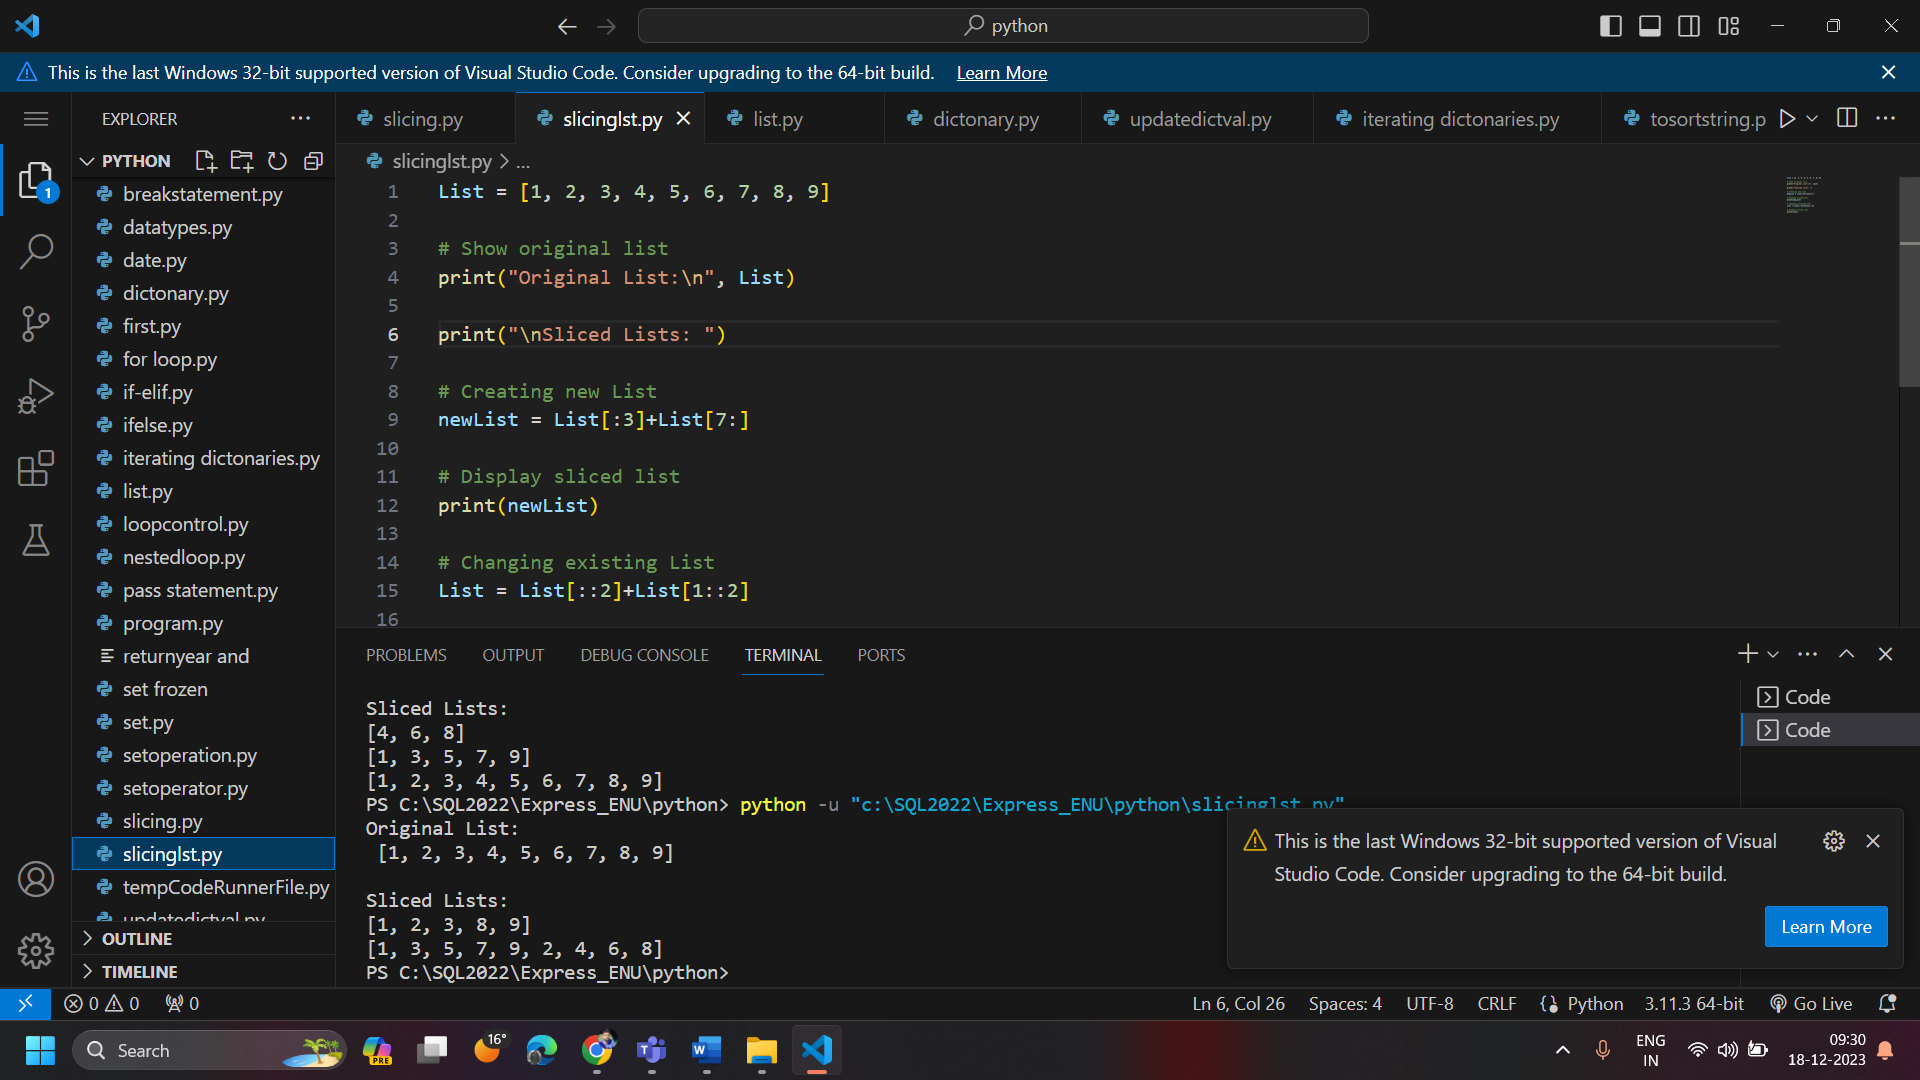 python
This is the last Windows 32-bit supported version of Visual Studio Code. Consider upgrading to the 64-bit build. Learn More
EXPLORER
slicing.py
slicinglst.py
list.py
dictonary.py
updatedictval.py
iterating dictonaries.py
tosortstring.p
PYTHON
slicinglst.py > ...
1
breakstatement.py
datatypes.py
date.py
dictonary.py
first.py
for loop.py
if-elif.py
ifelse.py
iterating dictonaries.py
list.py
loopcontrol.py
nestedloop.py
pass statement.py
program.py
returnyear and
set frozen
set.py
setoperation.py
setoperator.py
slicing.py
slicinglst.py
tempCodeRunnerFile.py
updatedictval.py
OUTLINE
TIMELINE
1 List = [1, 2, 3, 4, 5, 6, 7, 8, 9]
2
3 # Show original list
4 print("Original List:\n", List)
5
6 print("\nSliced Lists: ")
7
8 # Creating new List
9 newList = List[:3]+List[7:]
10
11 # Display sliced list
12 print(newList)
13
14 # Changing existing List
15 List = List[::2]+List[1::2]
16
PROBLEMS OUTPUT DEBUG CONSOLE TERMINAL PORTS
Sliced Lists:
[4, 6, 8]
[1, 3, 5, 7, 9]
[1, 2, 3, 4, 5, 6, 7, 8, 9]
PS C:\SQL2022\Express_ENU\python> python -u "c:\SQL2022\Express_ENU\python\slicinglst.py"
Original List:
[1, 2, 3, 4, 5, 6, 7, 8, 9]
Sliced Lists:
[1, 2, 3, 8, 9]
[1, 3, 5, 7, 9, 2, 4, 6, 8]
PS C:\SQL2022\Express_ENU\python>
Code
Code
This is the last Windows 32-bit supported version of Visual
Studio Code. Consider upgrading to the 64-bit build.
Learn More
0 0 0
Ln 6, Col 26 Spaces: 4 UTF-8 CRLF Python 3.11.3 64-bit Go Live
Search
PRE
16°
ENG
IN
09:30
18-12-2023